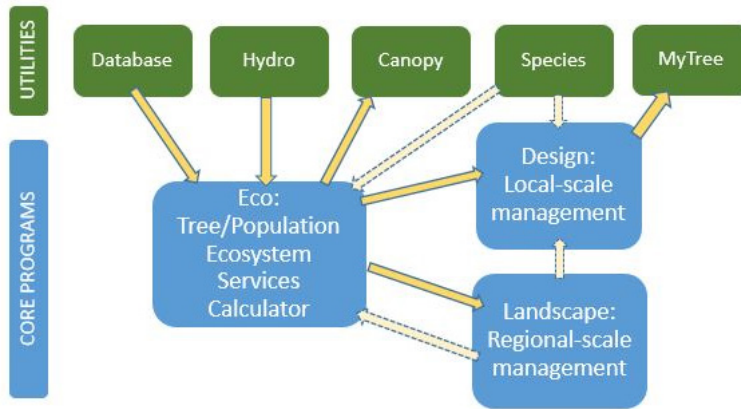 UTILITIES
Database
Hydro
Canopy
Species
MyTree
CORE PROGRAMS
Eco:
Tree/Population
Ecosystem
Services
Calculator
Design:
Local-scale
management
Landscape:
Regional-scale
management